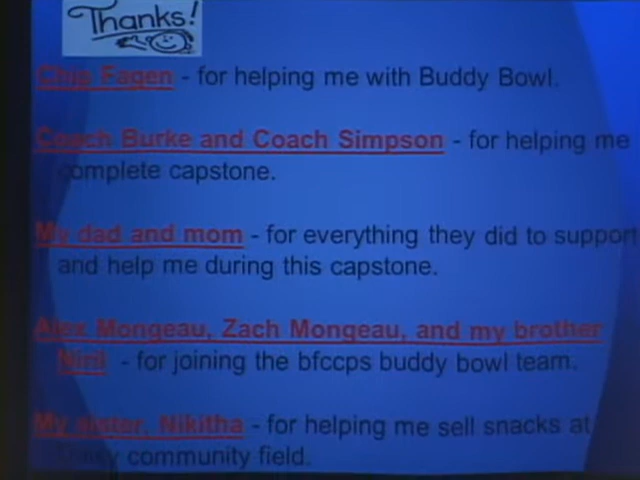 Thanks!
Chip Fagen - for helping me with Buddy Bowl.
Coach Burke and Coach Simpson - for helping me
complete capstone.
My dad and mom - for everything they did to support
and help me during this capstone.
Alex Mongeau, Zach Mongeau, and my brother
- for joining the bfccps buddy bowl team.
My sister, Nikitha - for helping me sell snacks at
community field.